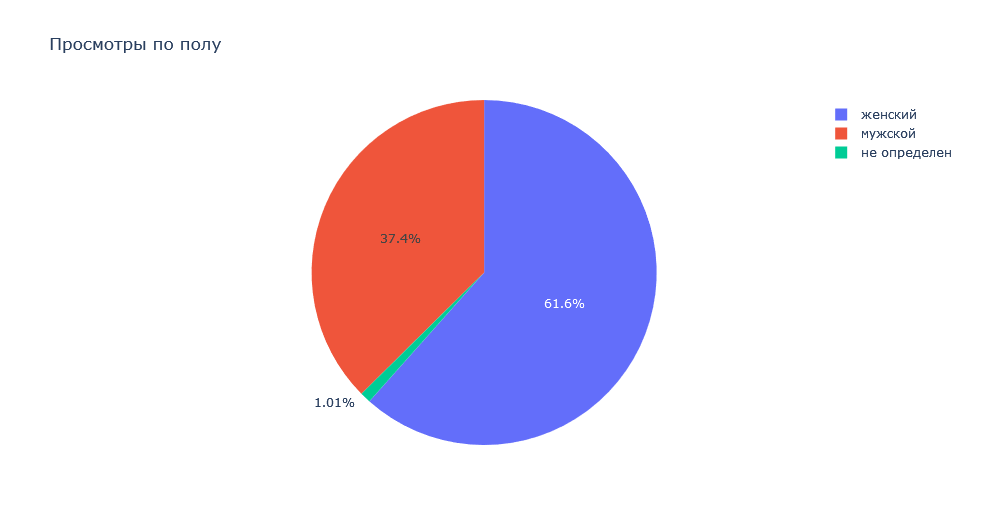 Просмотры по полу
женский
мужской
не определен
37.4%
61.6%
1.01%